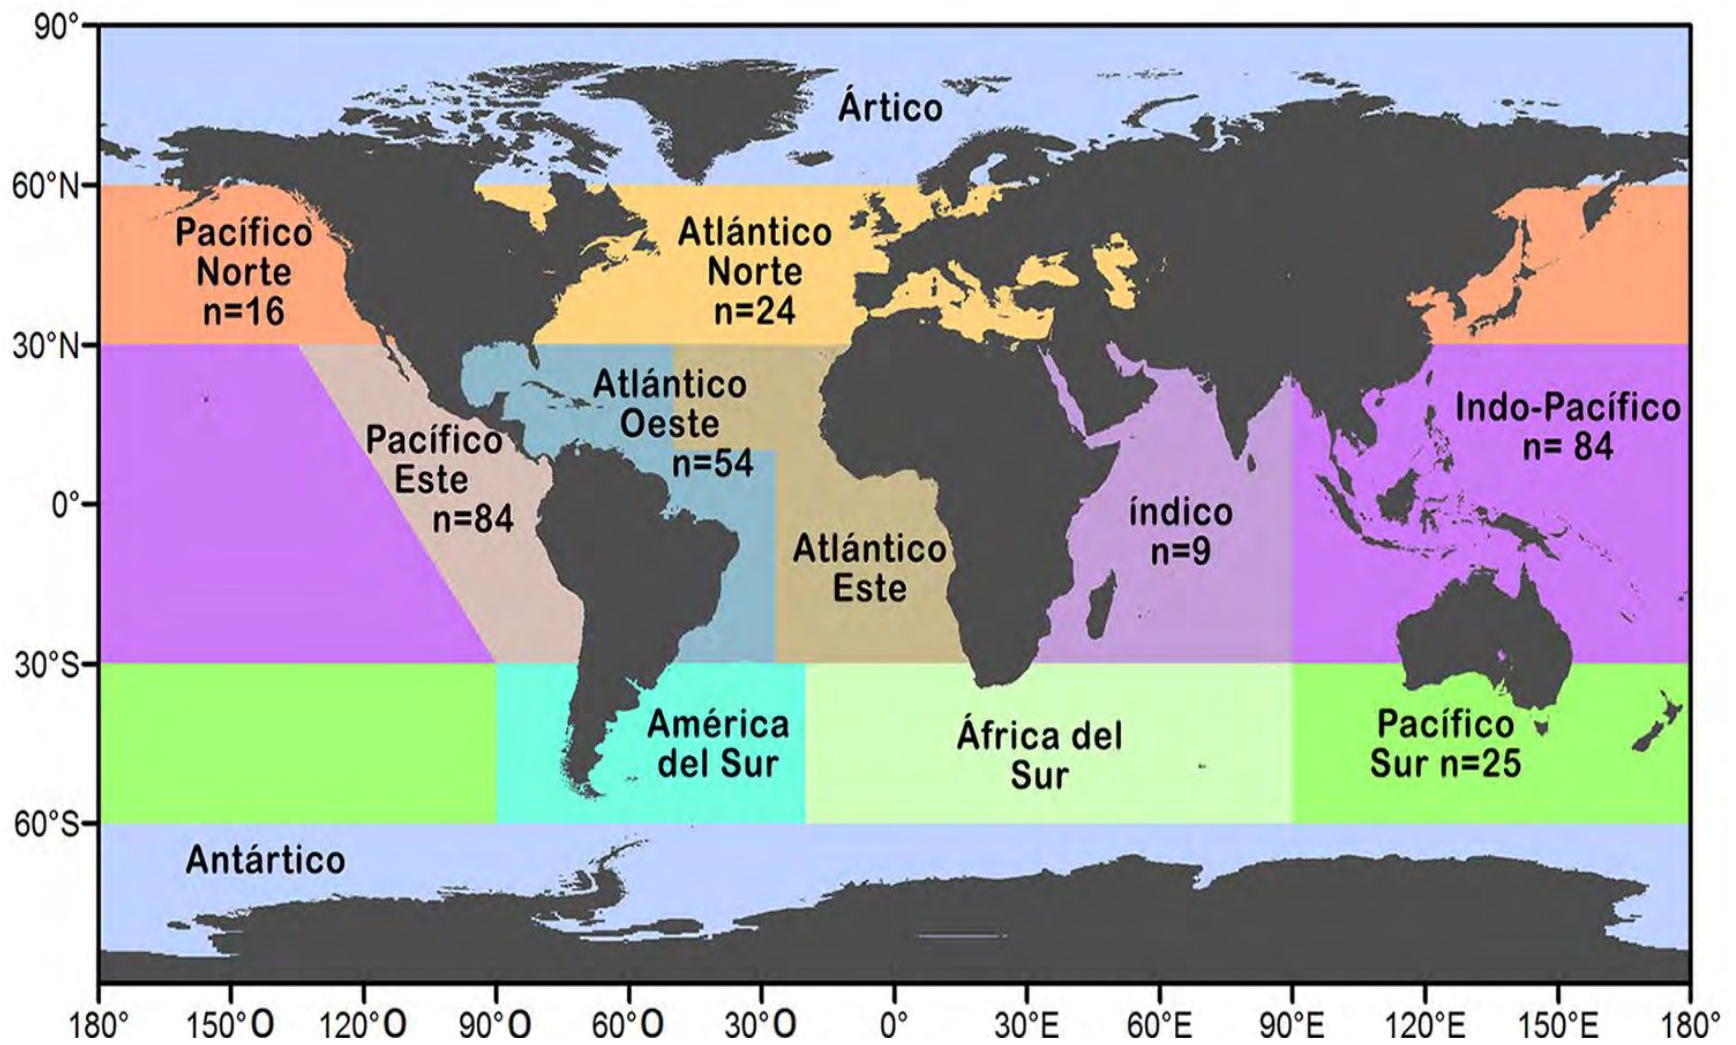 90°
Ártico
60°N
Pacífico
Norte
n=16
Atlántico
Norte
n=24
30°N
Atlántico
Oeste
n=54
Pacífico
Este
n=84
Indo-Pacífico
n= 84
0°
índico
n=9
Atlántico
Este
30°S
América
del Sur
África del
Sur
Pacífico
Sur n=25
60°S
Antártico
180° 150°O 120°O 90°O 60°O 30°O 0° 30°E 60°E 90°E 120°E 150°E 180°